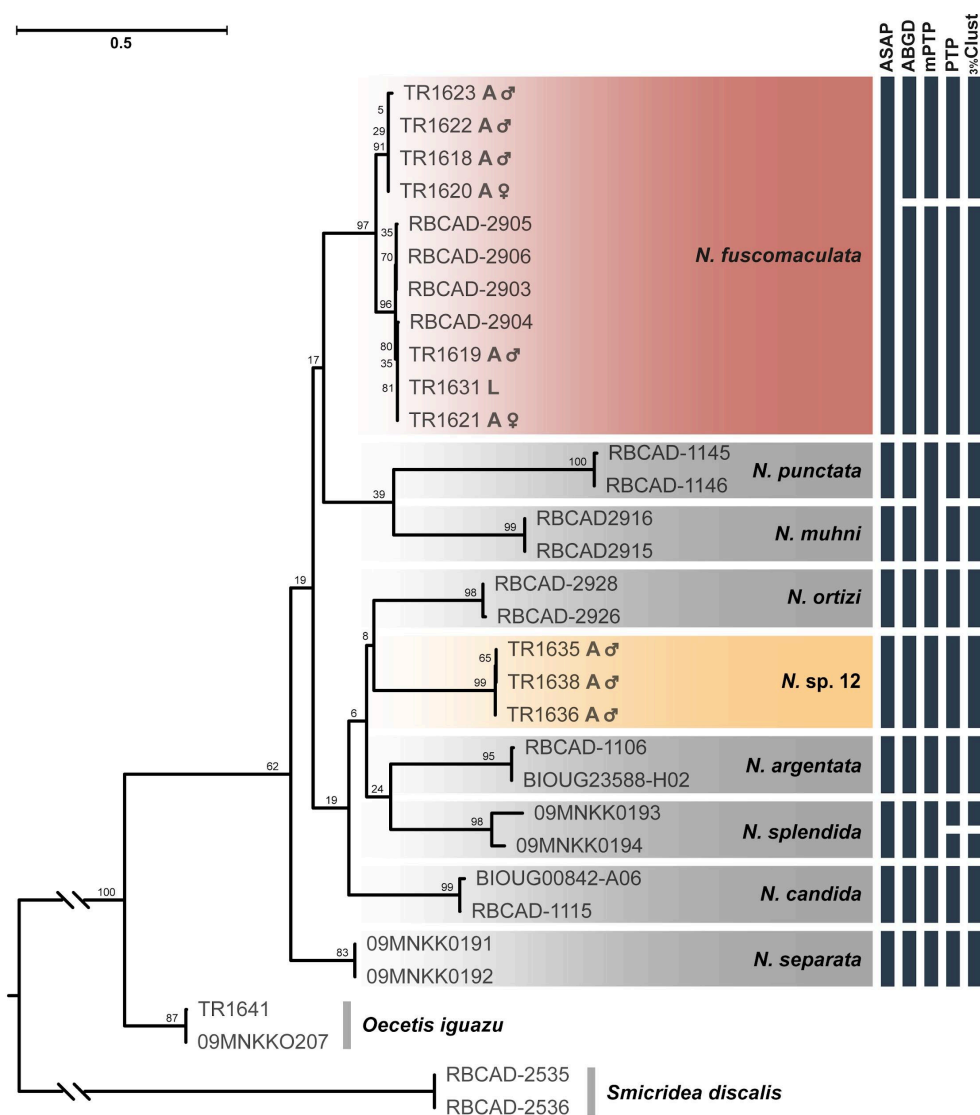 0.5
ASAP
ABGD
mPTP
PTP
3%Clust
TR1623 A ♂
5
TR1622 A ♂
29
91
TR1618 A ♂
TR1620 A ♀
97
RBCAD-2905
35
RBCAD-2906
70
N. fuscomaculata
RBCAD-2903
96
RBCAD-2904
80
TR1619 A ♂
35
17
TR1631 L
81
TR1621 A ♀
RBCAD-1145
100
N. punctata
RBCAD-1146
39
RBCAD2916
99
N. muhni
RBCAD2915
19
RBCAD-2928
98
N. ortizi
RBCAD-2926
8
TR1635 A ♂
65
TR1638 A ♂
99
N. sp. 12
TR1636 A ♂
6
RBCAD-1106
95
N. argentata
BIOUG23588-H02
62
24
19
09MNKK0193
98
N. splendida
09MNKK0194
BIOUG00842-A06
99
N. candida
RBCAD-1115
100
09MNKK0191
83
N. separata
09MNKK0192
TR1641
87
Oecetis iguazu
09MNKKO207
RBCAD-2535
Smicridea discalis
RBCAD-2536